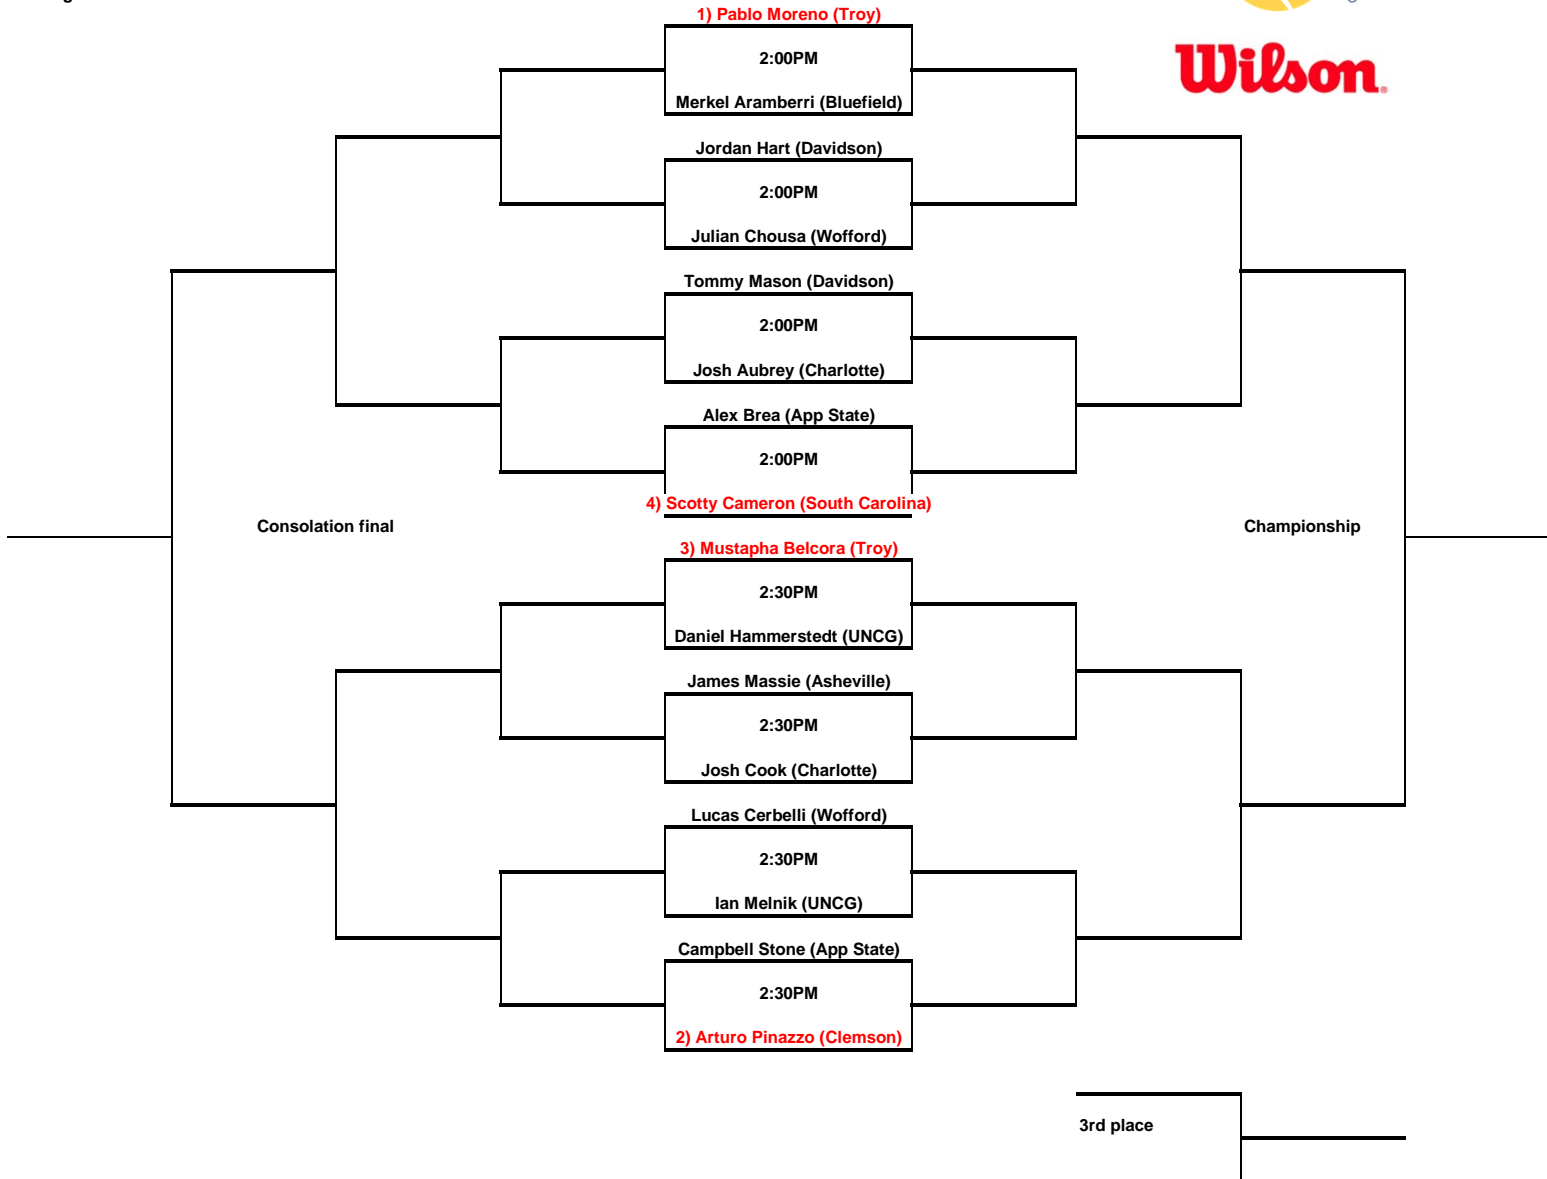 1) Pablo Moreno (Troy)
2:00PM
Wilson
Merkel Aramberri (Bluefield)
Jordan Hart (Davidson)
2:00PM
Julian Chousa (Wofford)
Tommy Mason (Davidson)
2:00PM
Josh Aubrey (Charlotte)
Alex Brea (App State)
2:00PM
4) Scotty Cameron (South Carolina)
Consolation final
Championship
3) Mustapha Belcora (Troy)
2:30PM
Daniel Hammerstedt (UNCG)
James Massie (Asheville)
2:30PM
Josh Cook (Charlotte)
Lucas Cerbelli (Wofford)
2:30PM
Ian Melnik (UNCG)
Campbell Stone (App State)
2:30PM
2) Arturo Pinazzo (Clemson)
3rd place